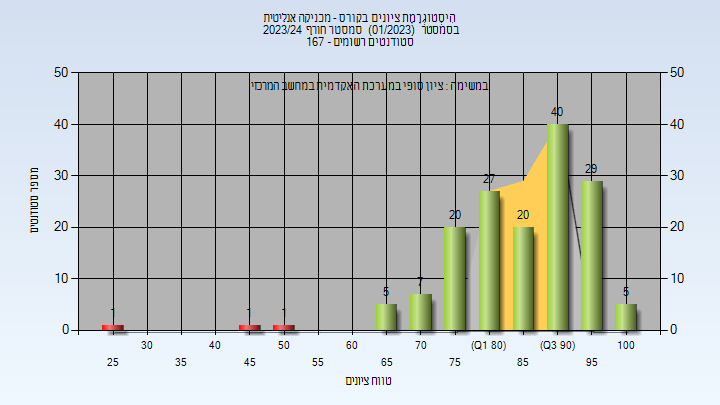 היסטוגרמת ציונים בקורס - מכניקה אנליטית
בסמסטר (01/2023) סמסטר חורף 2023/24
סטודנטים רשומים - 167
במשימה : ציון סופי במערכת האקדמית במחשב המרכזי
מספר סטודנטים
50 50
40 40
30 30
20 20
10 10
0 0
1 1 1 5 7 20 27 20 40 29 5
30 40 50 60 70 (Q1 80) (Q3 90) 100
25 35 45 55 65 75 85 95
טווח ציונים